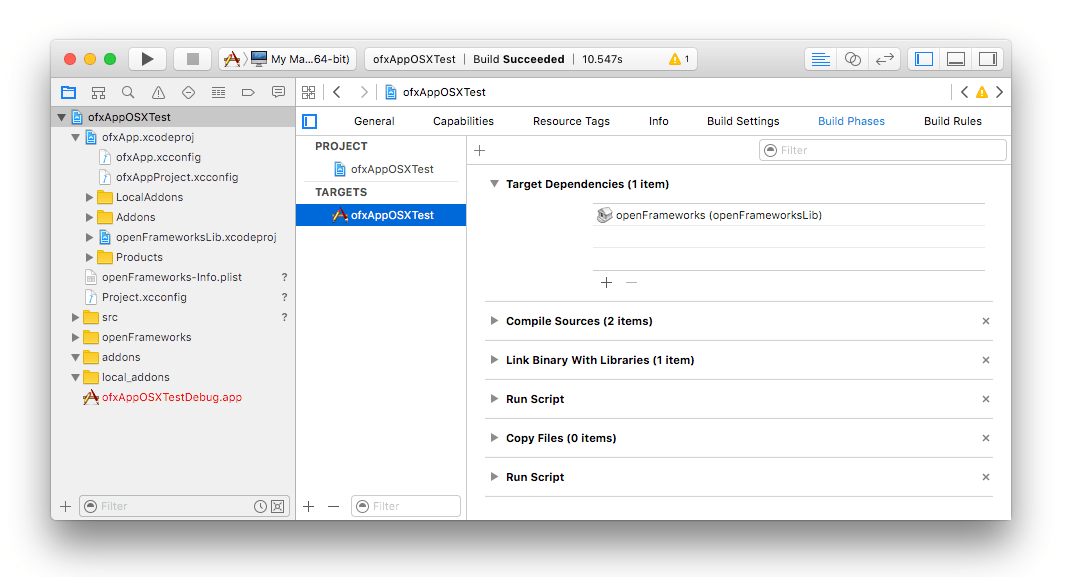 My Ma...64-bit)
ofxAppOSXTest | Build Succeeded | 10.547s
1
ofxAppOSXTest
ofxAppOSXTest
ofxApp.xcodeproj
ofxApp.xcconfig
ofxAppProject.xcconfig
LocalAddons
Addons
openFrameworksLib.xcodeproj
Products
openFrameworks-Info.plist ?
Project.xcconfig ?
src ?
openFrameworks
addons
local_addons
ofxAppOSXTestDebug.app
Filter
General Capabilities Resource Tags Info Build Settings Build Phases Build Rules
PROJECT
ofxAppOSXTest
TARGETS
ofxAppOSXTest
Filter
Filter
Target Dependencies (1 item)
openFrameworks (openFrameworksLib)
Compile Sources (2 items)
Link Binary With Libraries (1 item)
Run Script
Copy Files (0 items)
Run Script